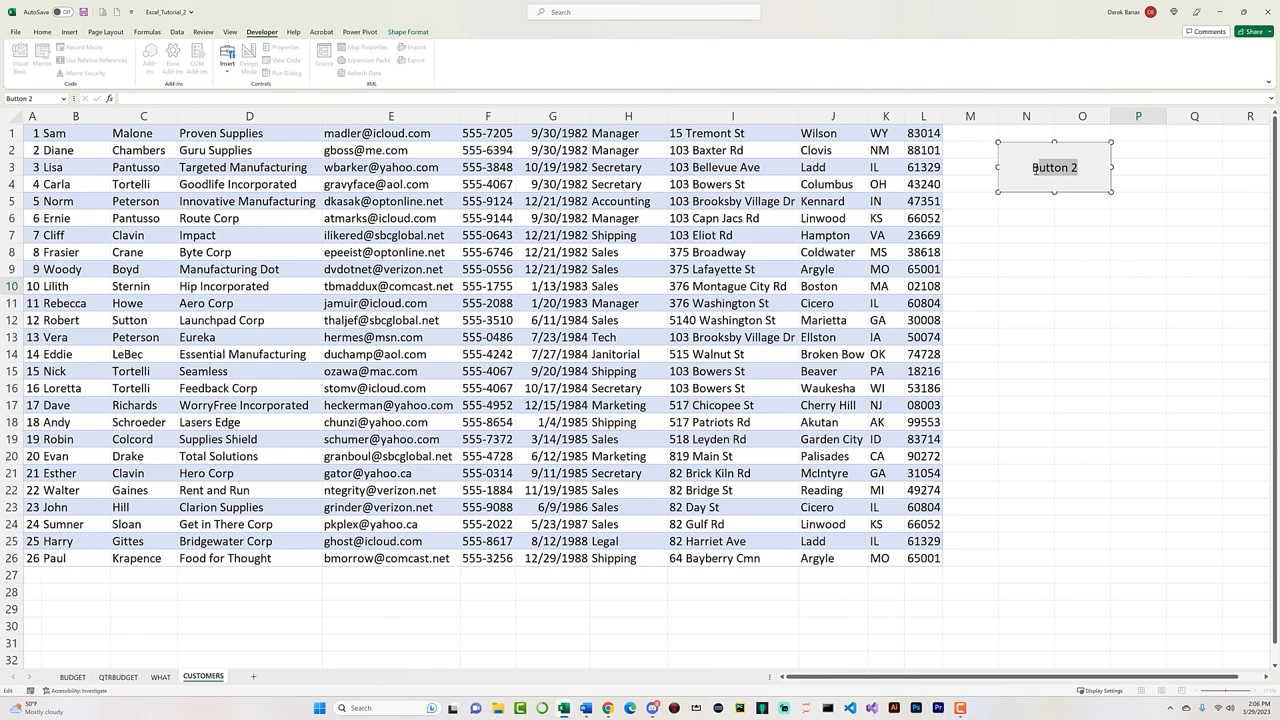 AutoSave Off Excel_Tutorial_2 Search Derek Banas DB
File Home Insert Page Layout Formulas Data Review View Developer Help Acrobat Power Pivot Shape Format Comments Share
Visual Basic Macros Record Macro Use Relative References Macro Security Code
Add-ins Excel Add-ins COM Add-ins Add-ins
Insert Design Mode Properties View Code Run Dialog Controls
Source Map Properties Expansion Packs Refresh Data Import Export XML
Button 2 fx
A B C D E F G H I J K L M N O P Q R
1 1 Sam Malone Proven Supplies madler@icloud.com 555-7205 9/30/1982 Manager 15 Tremont St Wilson WY 83014
2 2 Diane Chambers Guru Supplies gboss@me.com 555-6394 9/30/1982 Manager 103 Baxter Rd Clovis NM 88101
3 3 Lisa Pantusso Targeted Manufacturing wbarker@yahoo.com 555-3848 10/19/1982 Secretary 103 Bellevue Ave Ladd IL 61329 Button 2
4 4 Carla Tortelli Goodlife Incorporated gravyface@aol.com 555-4067 9/30/1982 Secretary 103 Bowers St Columbus OH 43240
5 5 Norm Peterson Innovative Manufacturing dkasak@optonline.net 555-9146 12/21/1982 Accounting 103 Brooksby Village Dr Kennard IN 47351
6 6 Ernie Pantusso Route Corp atmarks@icloud.com 555-9124 9/30/1982 Manager 103 Capn Jacs Rd Linwood KS 66052
7 7 Cliff Clavin Impact ilikered@sbcglobal.net 555-0643 12/21/1982 Shipping 103 Eliot Rd Hampton VA 23669
8 8 Frasier Crane Byte Corp epeeist@optonline.net 555-6746 12/21/1982 Sales 375 Broadway Coldwater MS 38618
9 9 Woody Boyd Manufacturing Dot dvdotnet@verizon.net 555-0556 12/21/1982 Sales 375 Lafayette St Argyle MO 65001
10 10 Lilith Sternin Hip Incorporated tbmaddux@comcast.net 555-1755 1/13/1983 Sales 376 Montague City Rd Boston MA 02108
11 11 Rebecca Howe Aero Corp jamuir@icloud.com 555-2088 1/20/1983 Manager 376 Washington St Cicero IL 60804
12 12 Robert Sutton Launchpad Corp thaljef@sbcglobal.net 555-3510 6/11/1984 Sales 5140 Washington St Marietta GA 30008
13 13 Vera Peterson Eureka hermes@msn.com 555-0486 7/23/1984 Tech 103 Brooksby Village Dr Ellston IA 50074
14 14 Eddie LeBec Essential Manufacturing duchamp@aol.com 555-4242 7/27/1984 Janitorial 515 Walnut St Broken Bow OK 74728
15 15 Nick Tortelli Seamless ozawa@mac.com 555-4067 9/20/1984 Shipping 103 Bowers St Beaver PA 18216
16 16 Loretta Tortelli Feedback Corp stomv@icloud.com 555-4067 10/17/1984 Secretary 103 Bowers St Waukesha WI 53186
17 17 Dave Richards WorryFree Incorporated heckerman@yahoo.com 555-4952 12/15/1984 Marketing 517 Chicopee St Cherry Hill NJ 08003
18 18 Andy Schroeder Lasers Edge chunzi@yahoo.com 555-8654 1/4/1985 Shipping 517 Patriots Rd Akutan AK 99553
19 19 Robin Colcord Supplies Shield schumer@yahoo.com 555-7372 3/14/1985 Sales 518 Leyden Rd Garden City ID 83714
20 20 Evan Drake Total Solutions granboul@sbcglobal.net 555-4728 6/12/1985 Marketing 819 Main St Palisades CA 90272
21 21 Esther Clavin Hero Corp gator@yahoo.ca 555-0314 9/11/1985 Secretary 82 Brick Kiln Rd McIntyre GA 31054
22 22 Walter Gaines Rent and Run ntegrity@verizon.net 555-1884 11/19/1985 Sales 82 Bridge St Reading MI 49274
23 23 John Hill Clarion Supplies grinder@verizon.net 555-9088 6/9/1986 Sales 82 Day St Cicero IL 60804
24 24 Sumner Sloan Get in There Corp pkplex@yahoo.ca 555-2022 5/23/1987 Sales 82 Gulf Rd Linwood KS 66052
25 25 Harry Gittes Bridgewater Corp ghost@icloud.com 555-8617 8/12/1988 Legal 82 Harriet Ave Ladd IL 61329
26 26 Paul Krapence Food for Thought bmorrow@comcast.net 555-3256 12/29/1988 Shipping 64 Bayberry Cmn Argyle MO 65001
27
28
29
30
31
32
BUDGET QTRBUDGET WHAT CUSTOMERS
Edit Accessibility: Investigate Display Settings 175%
50°F Search 2:06 PM
Mostly cloudy 3/29/2023